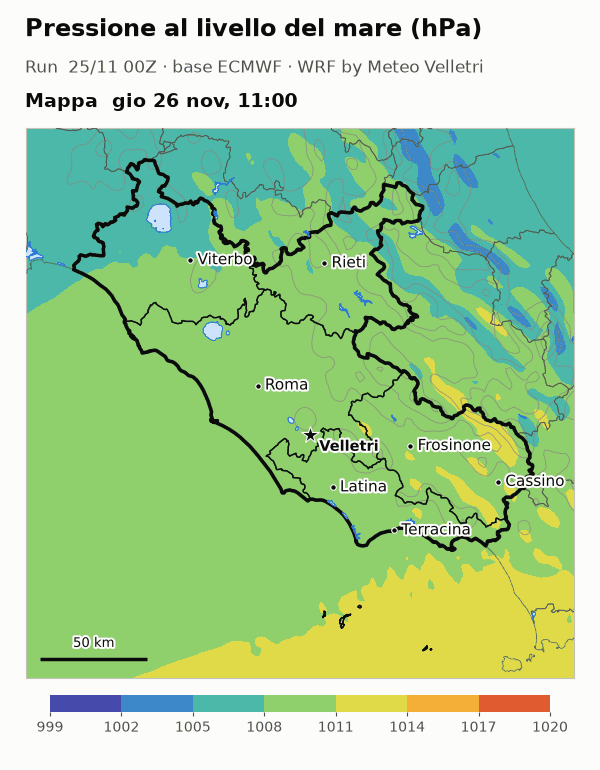 Pressione al livello del mare (hPa)
Run  25/11 00Z · base ECMWF · WRF by Meteo Velletri
Mappa  gio 26 nov, 11:00
Viterbo
Rieti
Roma
Velletri
Frosinone
Cassino
Latina
Terracina
50 km
999 1002 1005 1008 1011 1014 1017 1020